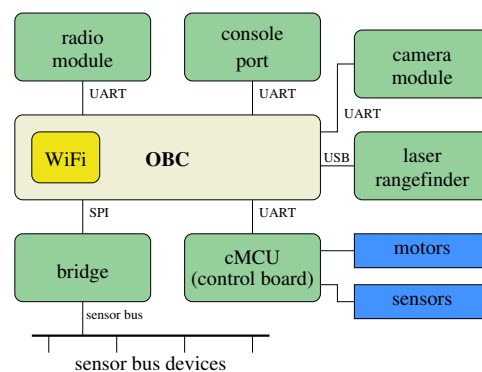 radio
module
console
port
camera
module
UART
UART
UART
WiFi
OBC
USB
laser
rangefinder
SPI
UART
bridge
cMCU
(control board)
motors
sensors
sensor bus
sensor bus devices